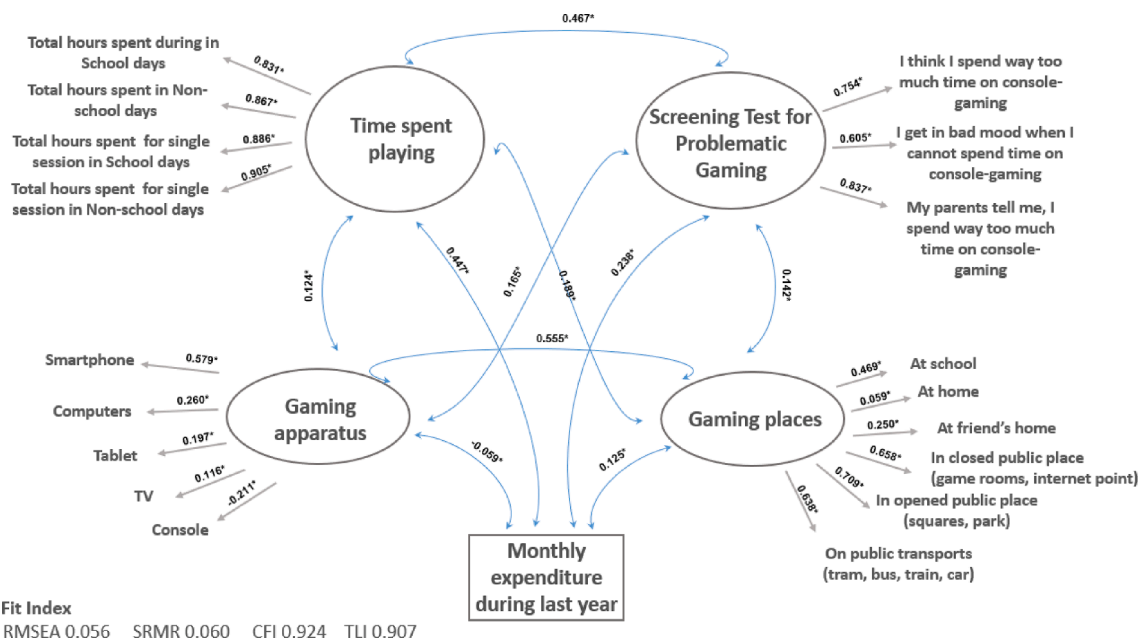 0.467*
Total hours spent during in
School days
0.831*
Total hours spent in Non-
school days
0.867*
Total hours spent for single
session in School days
0.886*
Total hours spent for single
session in Non-school days
0.905*
Time spent
playing
Screening Test for
Problematic
Gaming
0.754*
I think I spend way too
much time on console-
gaming
0.605*
I get in bad mood when I
cannot spend time on
console-gaming
0.837*
My parents tell me, I
spend way too much
time on console-
gaming
0.124*
0.447*
0.165*
0.189*
0.238*
0.142*
0.555*
Smartphone
0.579*
Computers
0.260*
Tablet
0.197*
TV
0.116*
Console
-0.211*
Gaming
apparatus
Gaming places
0.469*
At school
0.059*
At home
0.250*
At friend's home
0.658*
In closed public place
(game rooms, internet point)
0.709*
In opened public place
(squares, park)
0.638*
On public transports
(tram, bus, train, car)
-0.059*
0.125*
Monthly
expenditure
during last year
Fit Index
RMSEA 0.056 SRMR 0.060 CFI 0.924 TLI 0.907